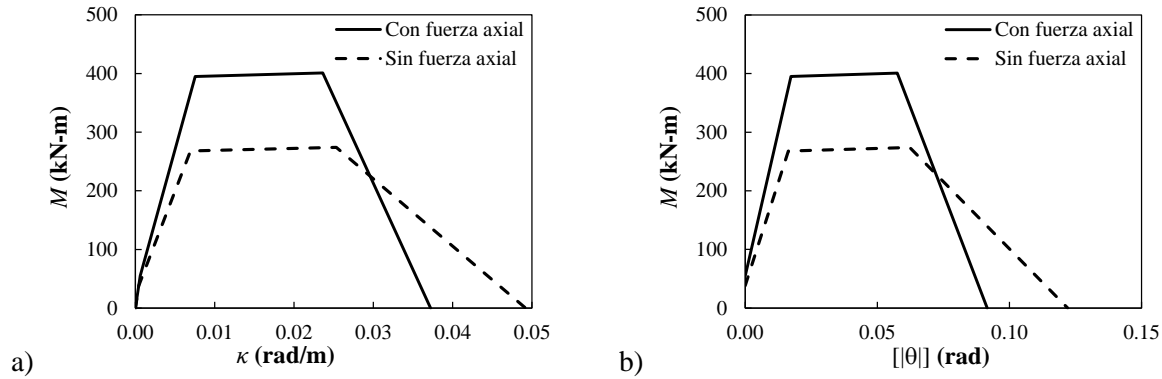 500
400
300
200
100
0
M (kN-m)
Con fuerza axial
Sin fuerza axial
0.00 0.01 0.02 0.03 0.04 0.05
κ (rad/m)
a)
500
400
300
200
100
0
M (kN-m)
Con fuerza axial
Sin fuerza axial
0.00 0.05 0.10 0.15
[|θ|] (rad)
b)